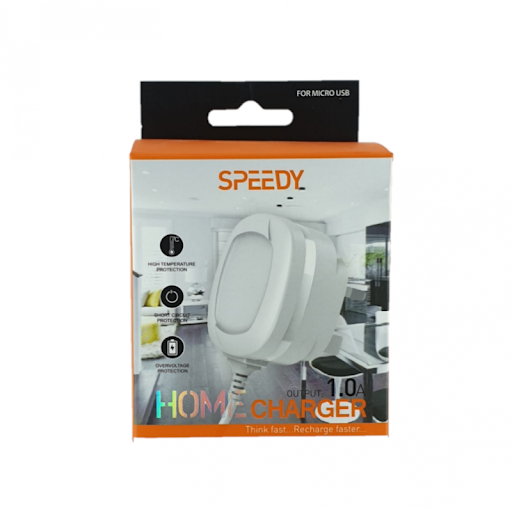 FOR MICRO USB
SPEEDY
HIGH TEMPERATURE
PROTECTION
SHORT CIRCUIT
PROTECTION
OVERVOLTAGE
PROTECTION
OUTPUT 1.0A
HOME CHARGER
Think fast...Recharge faster...